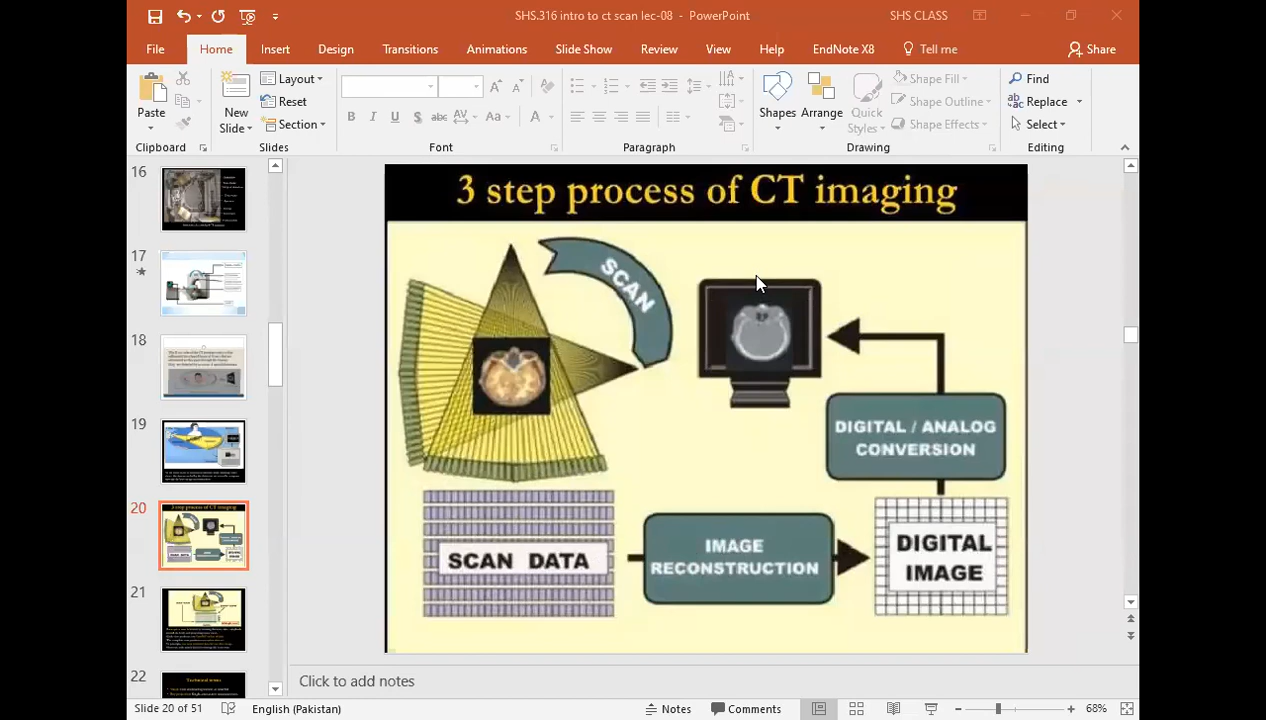 SHS.316 intro to ct scan lec-08 - PowerPoint
SHS CLASS
File Home Insert Design Transitions Animations Slide Show Review View Help EndNote X8 Tell me Share
Paste
New Slide
Layout
Reset
Section
B I U S abc AV Aa A
Shapes
Arrange
Quick Styles
Shape Fill
Shape Outline
Shape Effects
Find
Replace
Select
Clipboard Slides Font Paragraph Drawing Editing
16
17
18
19
20
21
22
3 step process of CT imaging
SCAN
DIGITAL / ANALOG
CONVERSION
SCAN DATA
IMAGE
RECONSTRUCTION
DIGITAL
IMAGE
Click to add notes
Slide 20 of 51 English (Pakistan) Notes Comments 68%